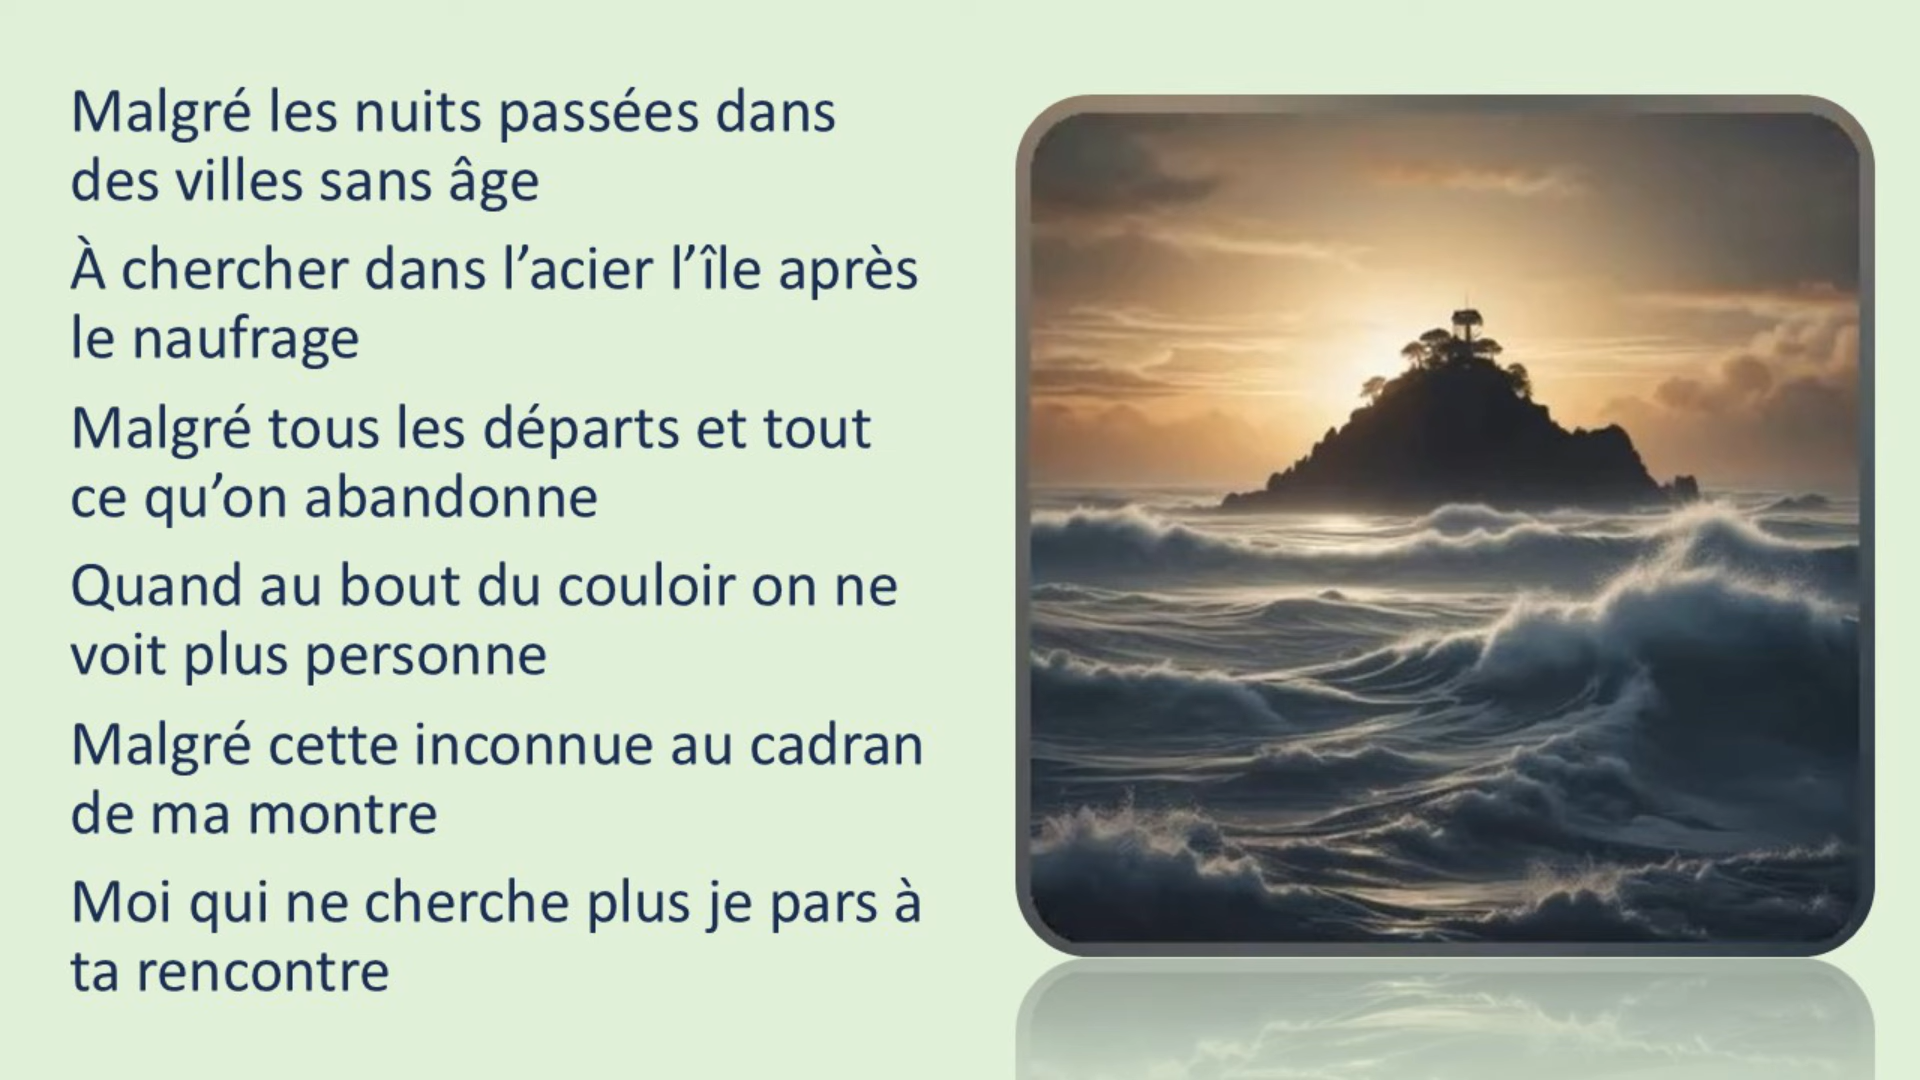 Malgré les nuits passées dans
des villes sans âge
À chercher dans l’acier l’île après
le naufrage
Malgré tous les départs et tout
ce qu’on abandonne
Quand au bout du couloir on ne
voit plus personne
Malgré cette inconnue au cadran
de ma montre
Moi qui ne cherche plus je pars à
ta rencontre